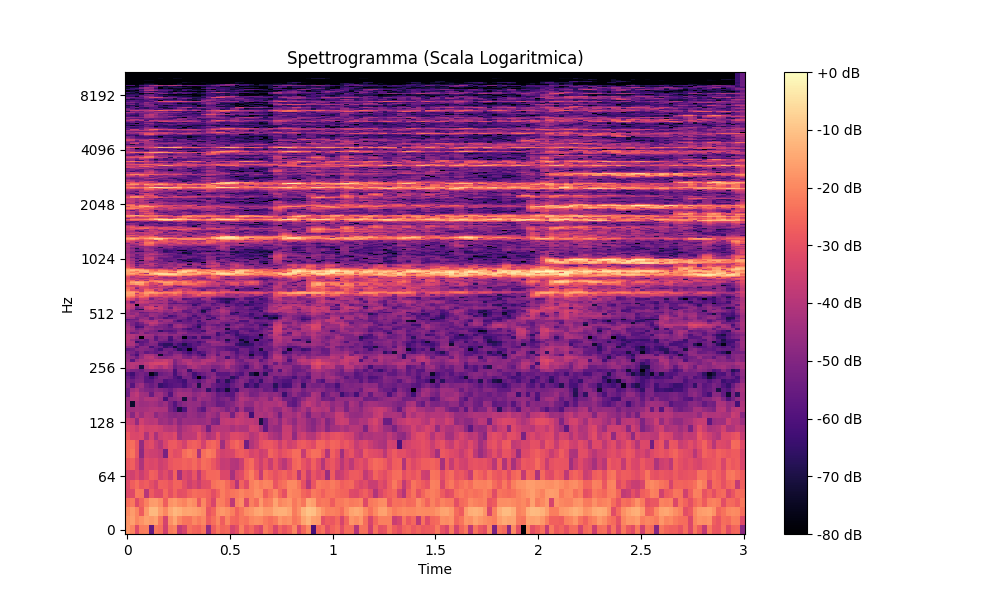 Spettrogramma (Scala Logaritmica)
Hz
8192
4096
2048
1024
512
256
128
64
0
0
0.5
1
1.5
2
2.5
3
Time
+0 dB
-10 dB
-20 dB
-30 dB
-40 dB
-50 dB
-60 dB
-70 dB
-80 dB